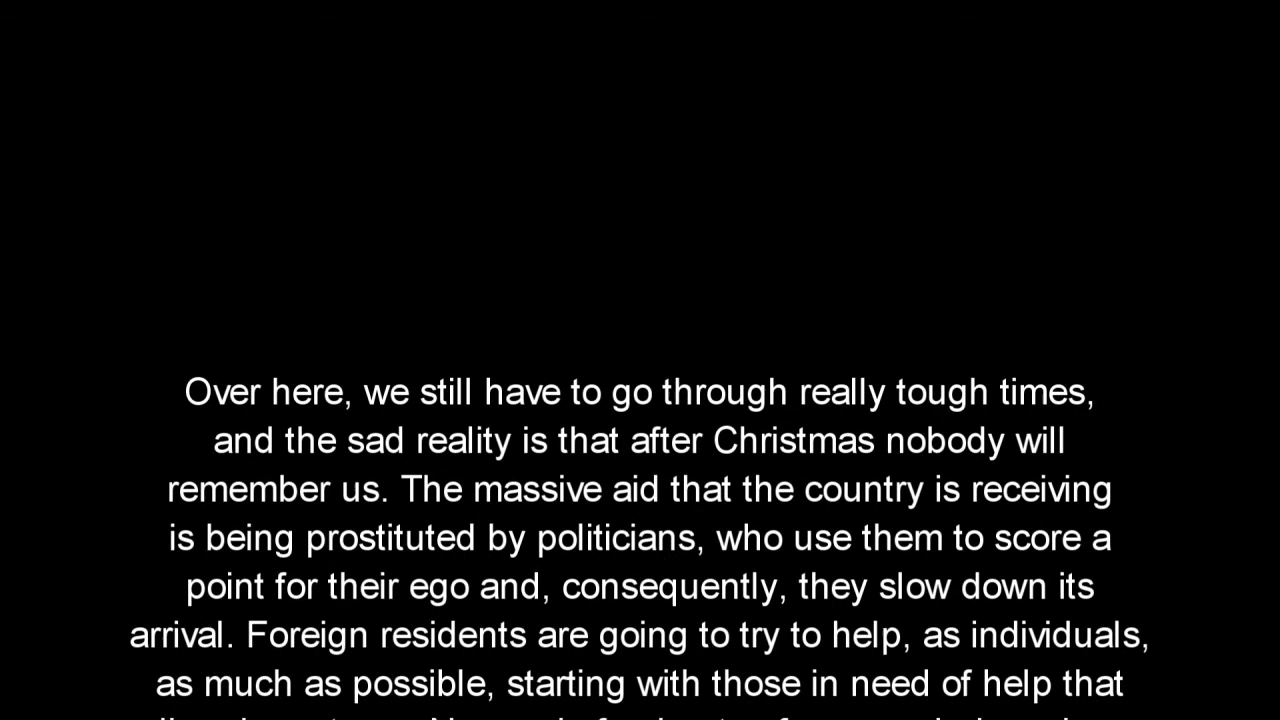 Over here, we still have to go through really tough times,
and the sad reality is that after Christmas nobody will
remember us. The massive aid that the country is receiving
is being prostituted by politicians, who use them to score a
point for their ego and, consequently, they slow down its
arrival. Foreign residents are going to try to help, as individuals,
as much as possible, starting with those in need of help that